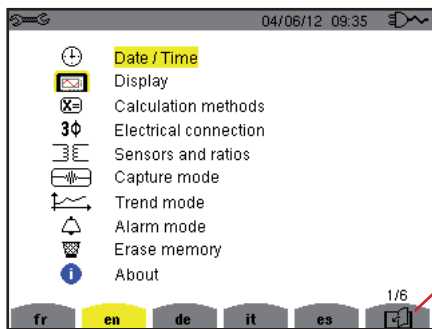 04/06/12 09:35
Date / Time
Display
X= Calculation methods
3ф Electrical connection
Sensors and ratios
Capture mode
Trend mode
Alarm mode
Erase memory
i About
1/6
fr en de it es